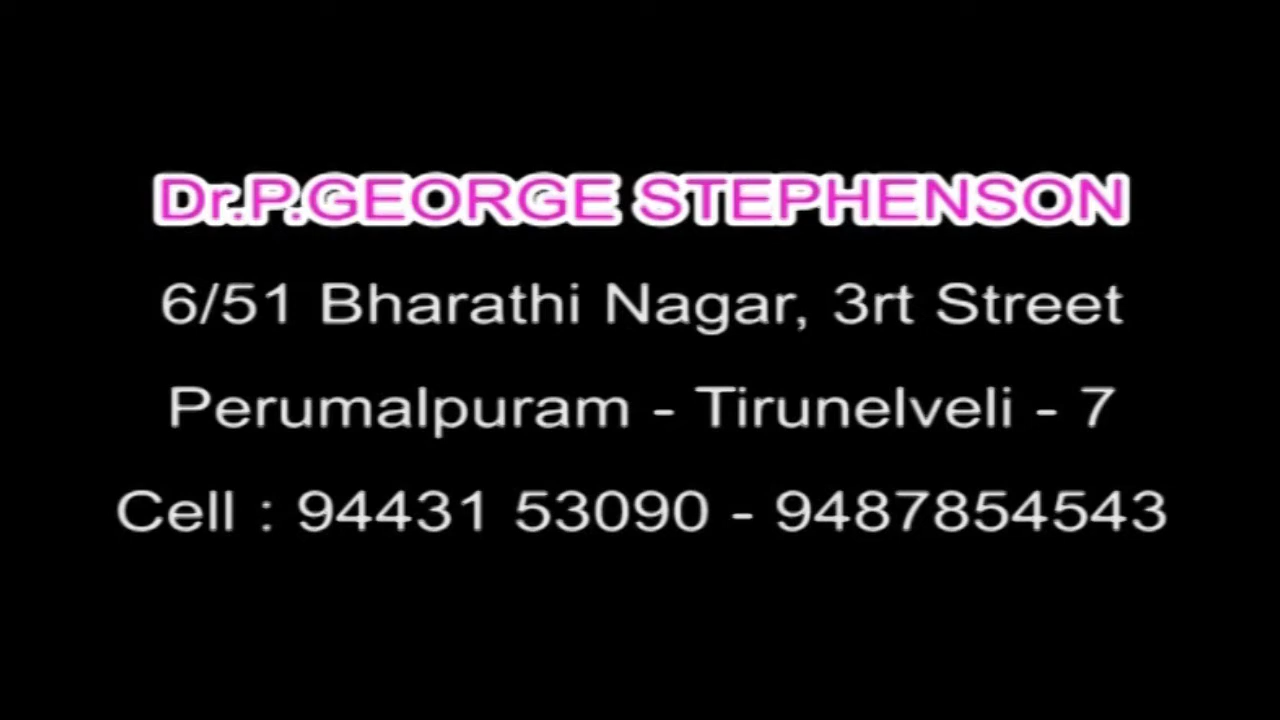 Dr.P.GEORGE STEPHENSON
6/51 Bharathi Nagar, 3rt Street
Perumalpuram - Tirunelveli - 7
Cell : 94431 53090 - 9487854543